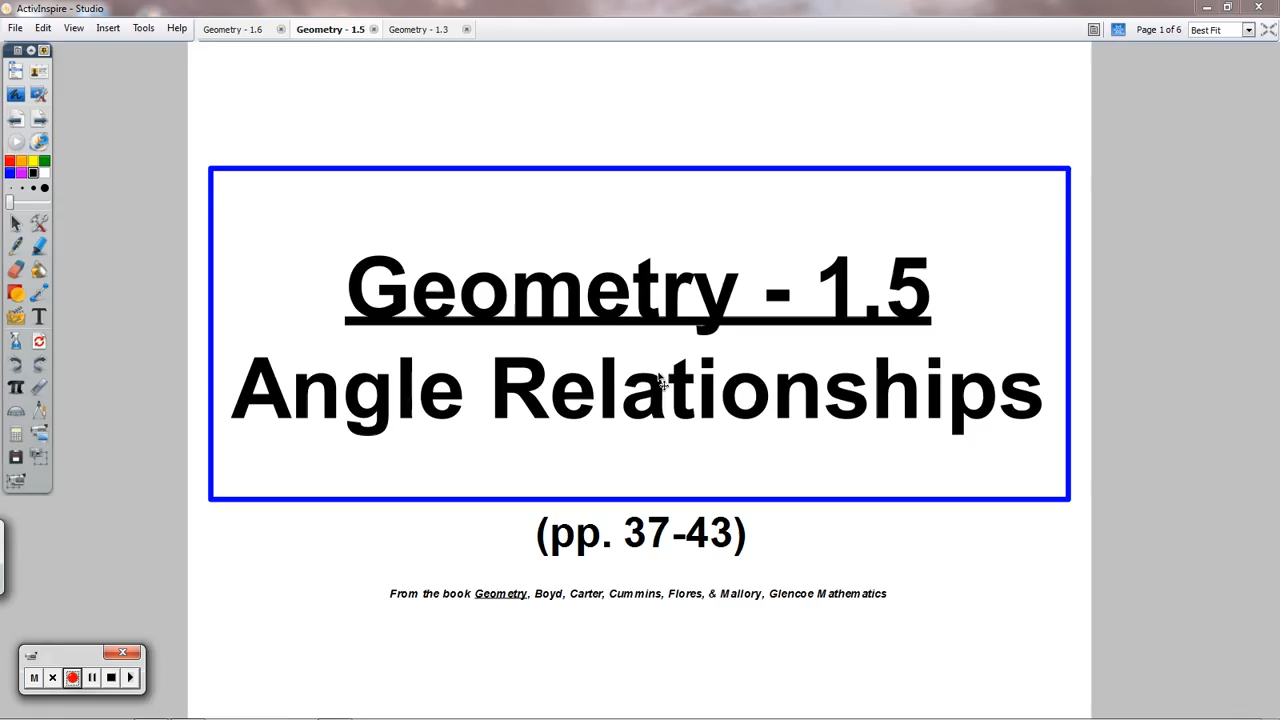 ActivInspire - Studio
File Edit View Insert Tools Help
Geometry - 1.6 Geometry - 1.5 Geometry - 1.3
Page 1 of 6 Best Fit
Geometry - 1.5
Angle Relationships
(pp. 37-43)
From the book Geometry, Boyd, Carter, Cummins, Flores, & Mallory, Glencoe Mathematics
M